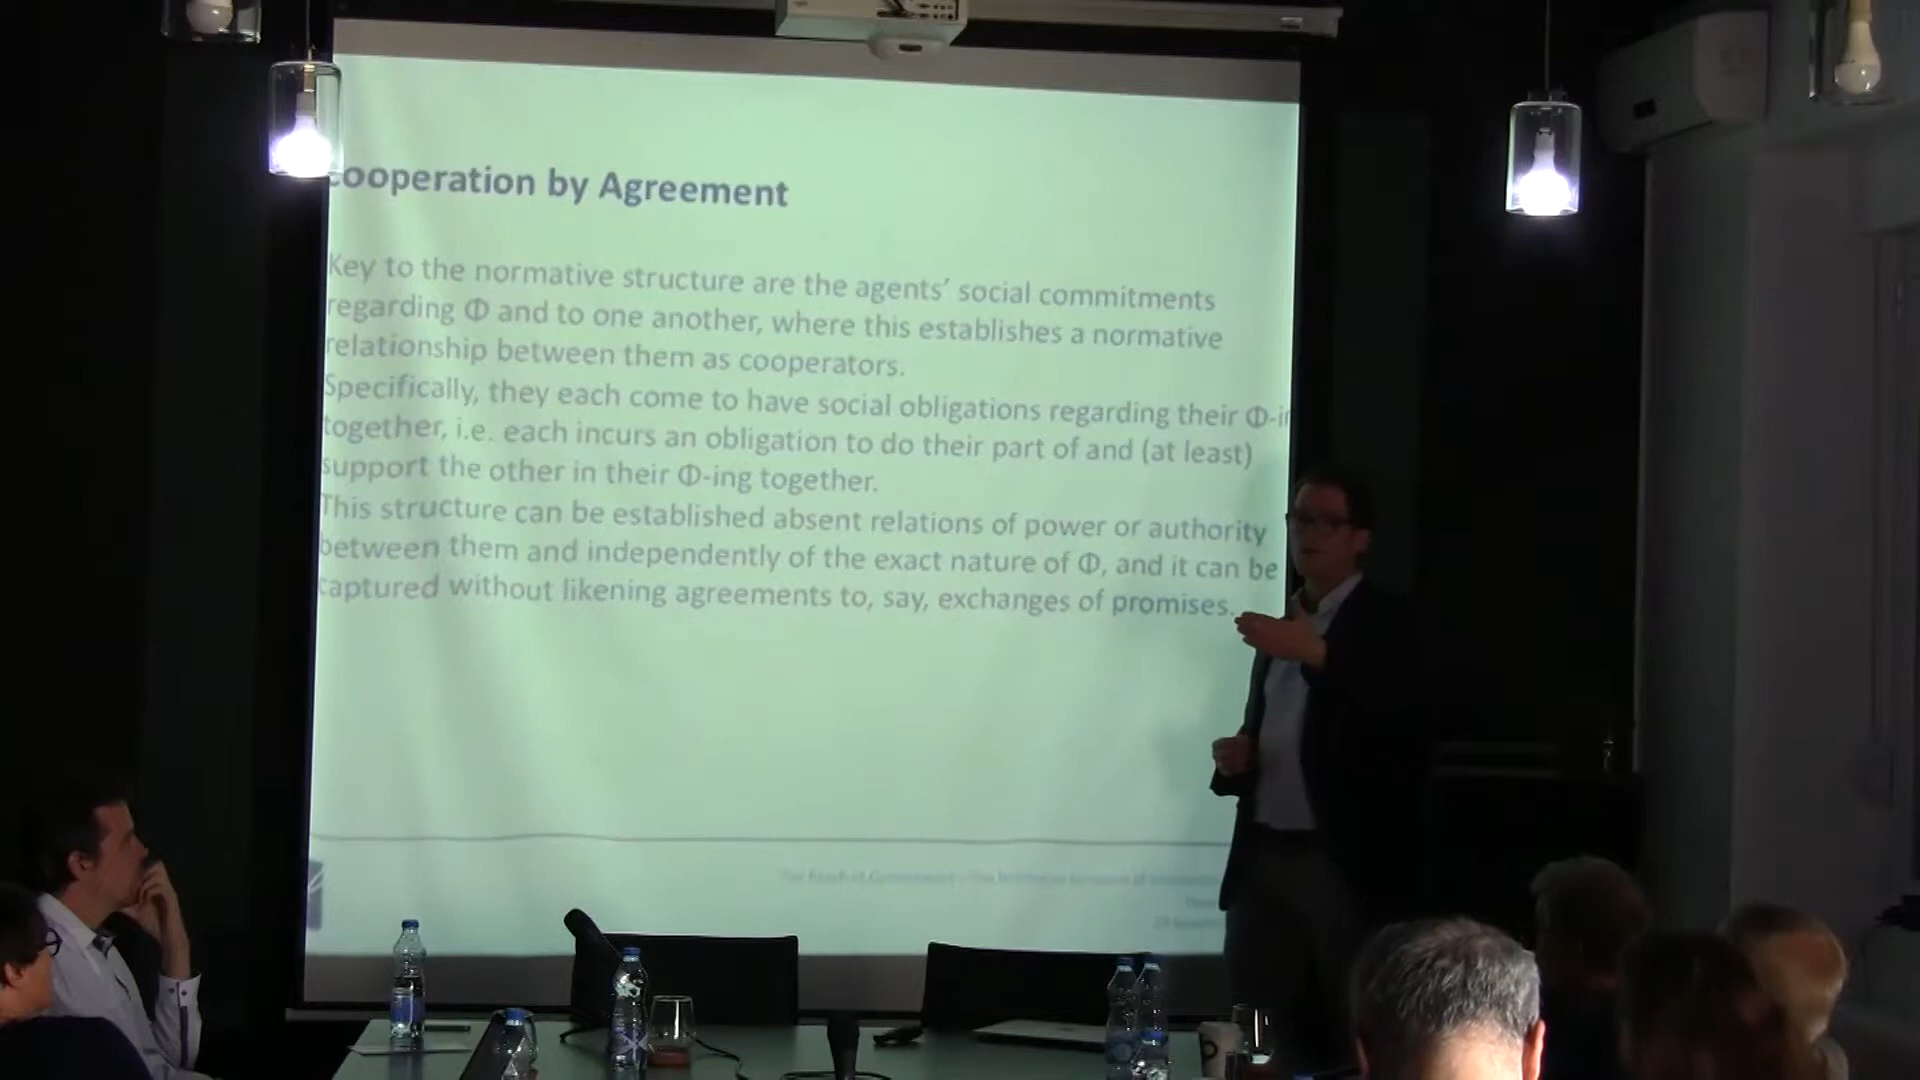 Cooperation by Agreement
Key to the normative structure are the agents' social commitments
regarding Φ and to one another, where this establishes a normative
relationship between them as cooperators.
Specifically, they each come to have social obligations regarding their Φ-in
together, i.e. each incurs an obligation to do their part of and (at least)
support the other in their Φ-ing together.
This structure can be established absent relations of power or authority
between them and independently of the exact nature of Φ, and it can be
captured without likening agreements to, say, exchanges of promises.